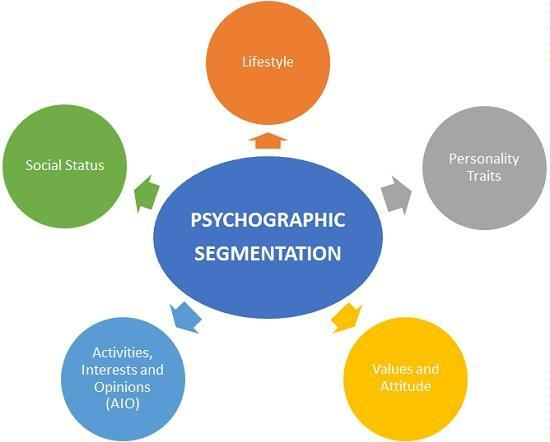 Lifestyle
Social Status
Personality
Traits
PSYCHOGRAPHIC
SEGMENTATION
Activities,
Interests and
Opinions
(AIO)
Values and
Attitude